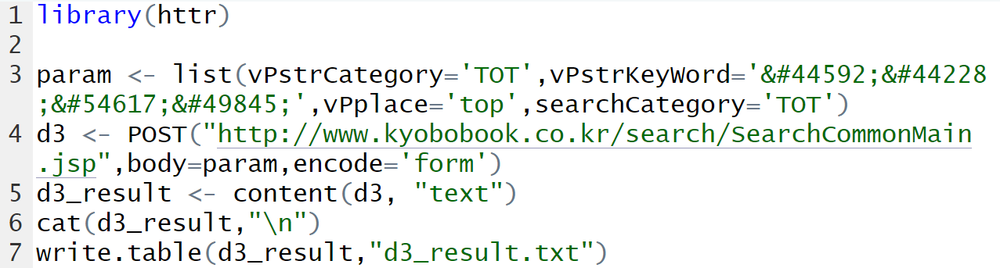 1 library(httr)
2
3 param <- list(vPstrCategory='TOT',vPstrKeyWord='&#44592;&#44228
;&#54617;&#49845;',vPplace='top',searchCategory='TOT')
4 d3 <- POST("http://www.kyobobook.co.kr/search/SearchCommonMain
.jsp",body=param,encode='form')
5 d3_result <- content(d3, "text")
6 cat(d3_result,"\n")
7 write.table(d3_result,"d3_result.txt")